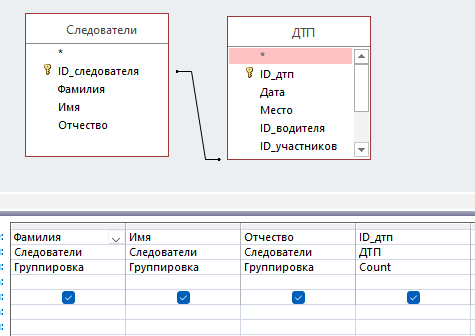 Следователи
*
ID_следователя
Фамилия
Имя
Отчество
ДТП
*
ID_дтп
Дата
Место
ID_водителя
ID_участников
Фамилия Имя Отчество ID_дтп
Следователи Следователи Следователи ДТП
Группировка Группировка Группировка Count